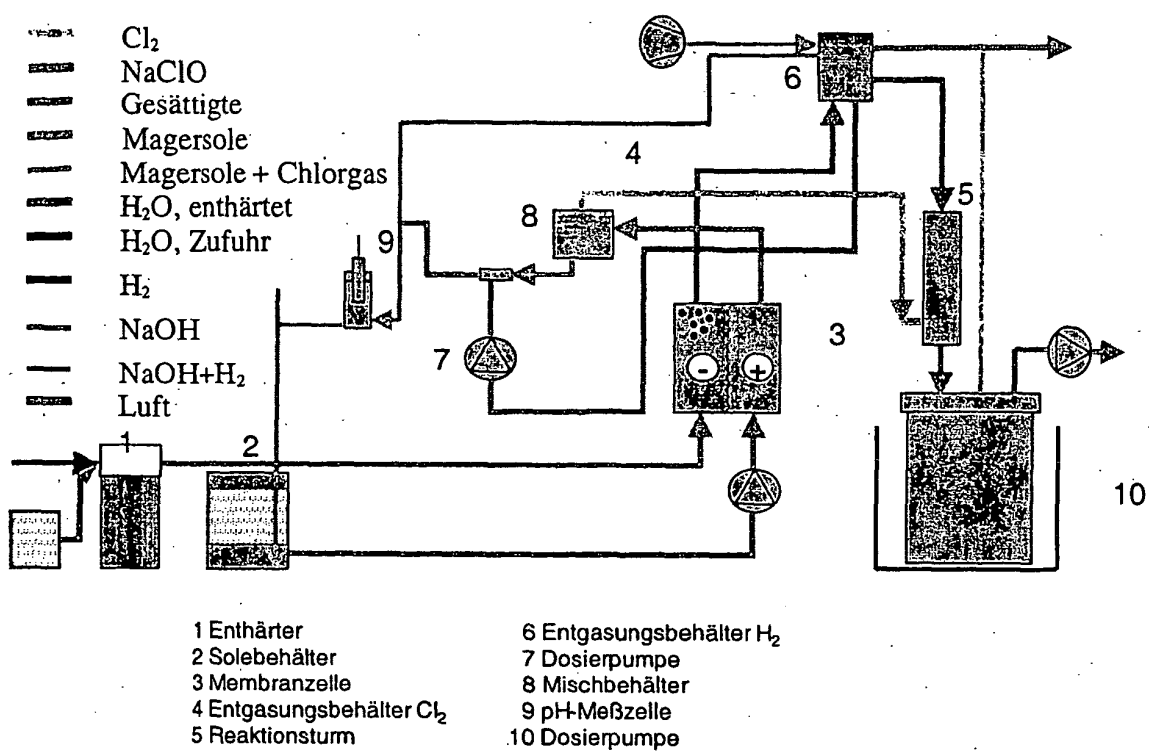 Cl₂
NaClO
Gesättigte
Magersole
Magersole + Chlorgas
H₂O, enthärtet
H₂O, Zufuhr
H₂
NaOH
NaOH+H₂
Luft
6
4
5
8
9
7
3
-
+
1
2
10
1 Enthärter
2 Solebehälter
3 Membranzelle
4 Entgasungsbehälter Cl₂
5 Reaktionsturm
6 Entgasungsbehälter H₂
7 Dosierpumpe
8 Mischbehälter
9 pH-Meßzelle
10 Dosierpumpe